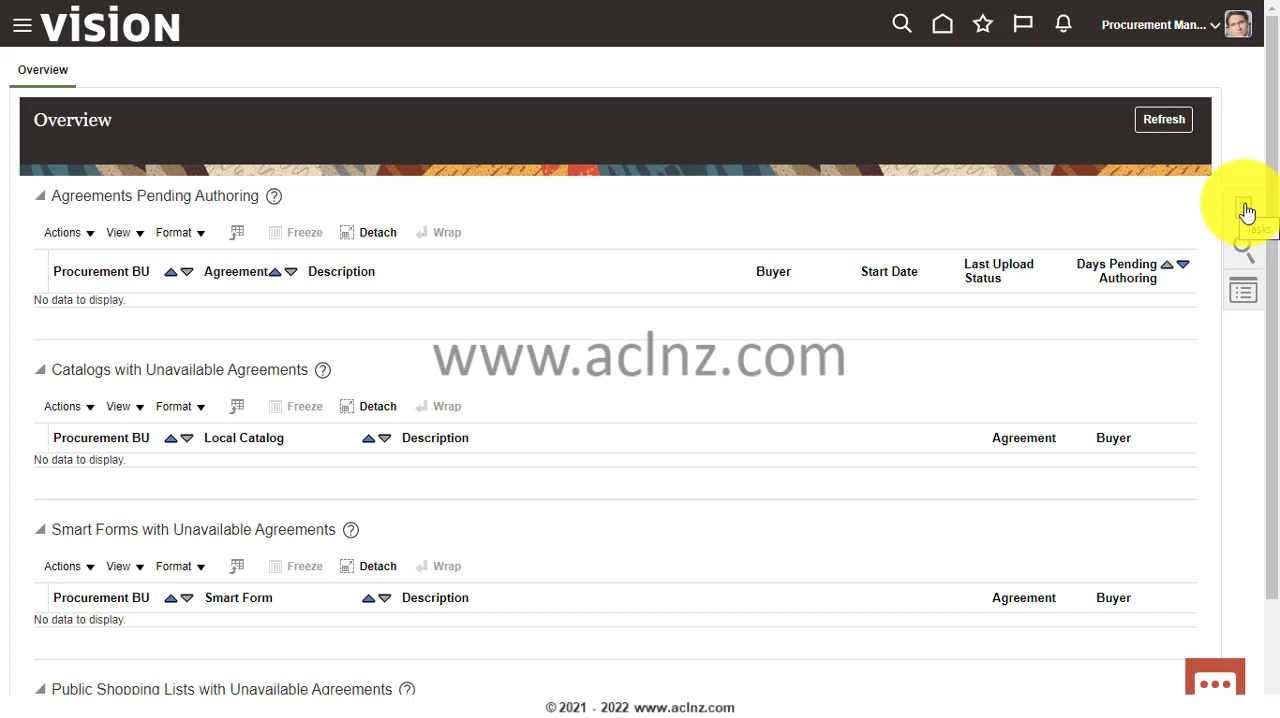 vision
Procurement Man...
Overview
Overview
Refresh
Agreements Pending Authoring ?
Actions View Format Freeze Detach Wrap
Procurement BU Agreement Description Buyer Start Date Last Upload Status Days Pending Authoring
No data to display.
Tasks
www.aclnz.com
Catalogs with Unavailable Agreements ?
Actions View Format Freeze Detach Wrap
Procurement BU Local Catalog Description Agreement Buyer
No data to display.
Smart Forms with Unavailable Agreements ?
Actions View Format Freeze Detach Wrap
Procurement BU Smart Form Description Agreement Buyer
No data to display.
Public Shopping Lists with Unavailable Agreements ?
© 2021 - 2022 www.aclnz.com